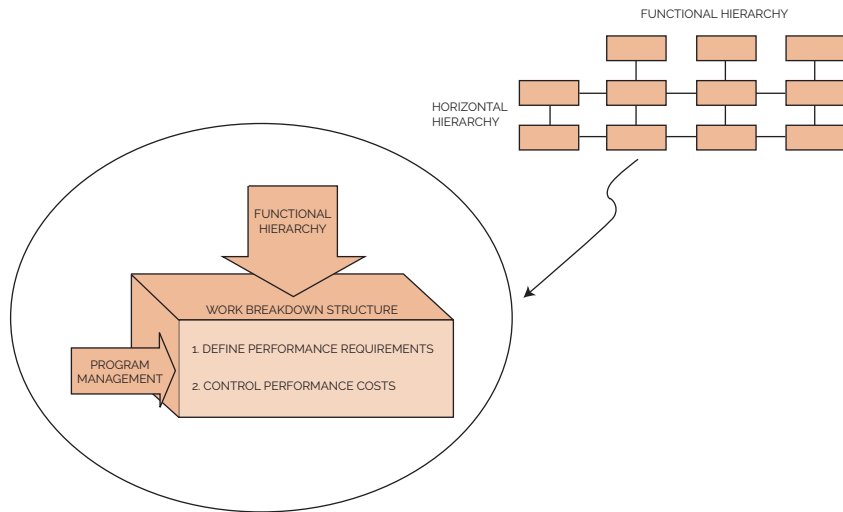 FUNCTIONAL HIERARCHY
HORIZONTAL
HIERARCHY
FUNCTIONAL
HIERARCHY
WORK BREAKDOWN STRUCTURE
1. DEFINE PERFORMANCE REQUIREMENTS
PROGRAM
MANAGEMENT
2. CONTROL PERFORMANCE COSTS